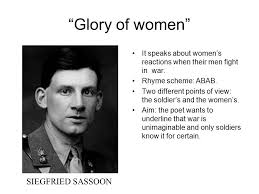 “Glory of women”
• It speaks about women’s
reactions when their men fight
in war.
• Rhyme scheme: ABAB.
• Two different points of view:
the soldier’s and the women’s
• Aim: the poet wants to
underline that war is
unimaginable and only soldiers
know it for certain.
SIEGFRIED SASSOON